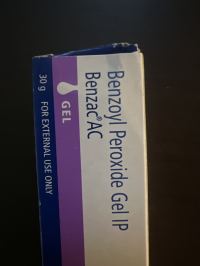 Benzoyl Peroxide Gel IP
Benzac® AC
GEL
30 g FOR EXTERNAL USE ONLY